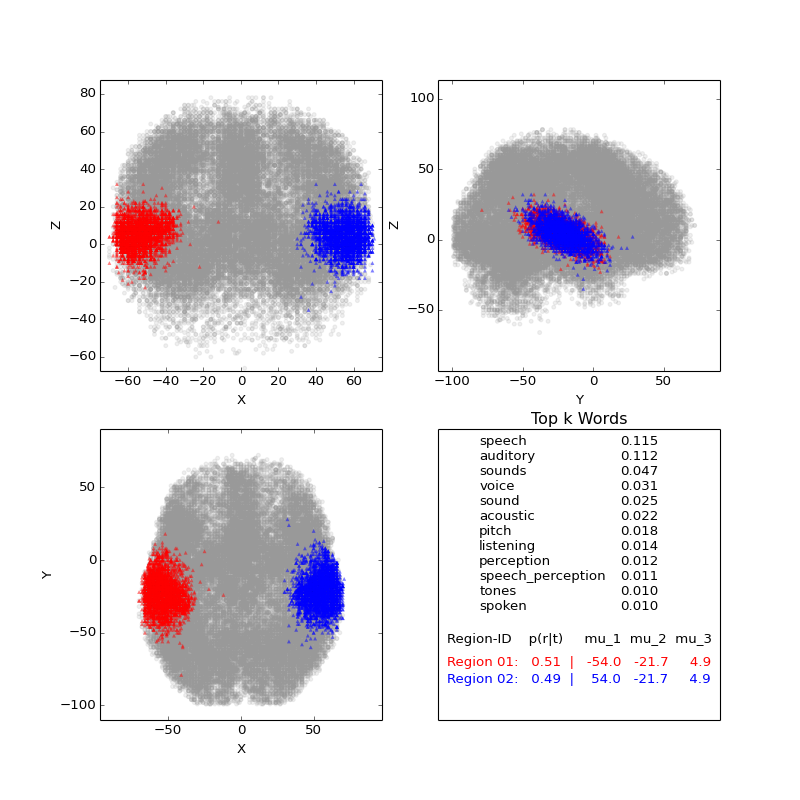 80
60
40
20
0
−20
−40
−60
Z
−60
−40
−20
0
20
40
60
X
100
50
0
−50
Z
−100
−50
0
50
Y
50
0
−50
−100
Y
−50
0
50
X
Top k Words
speech 0.115
auditory 0.112
sounds 0.047
voice 0.031
sound 0.025
acoustic 0.022
pitch 0.018
listening 0.014
perception 0.012
speech_perception 0.011
tones 0.010
spoken 0.010
Region-ID p(r|t) mu_1 mu_2 mu_3
Region 01: 0.51 | -54.0 -21.7 4.9
Region 02: 0.49 | 54.0 -21.7 4.9